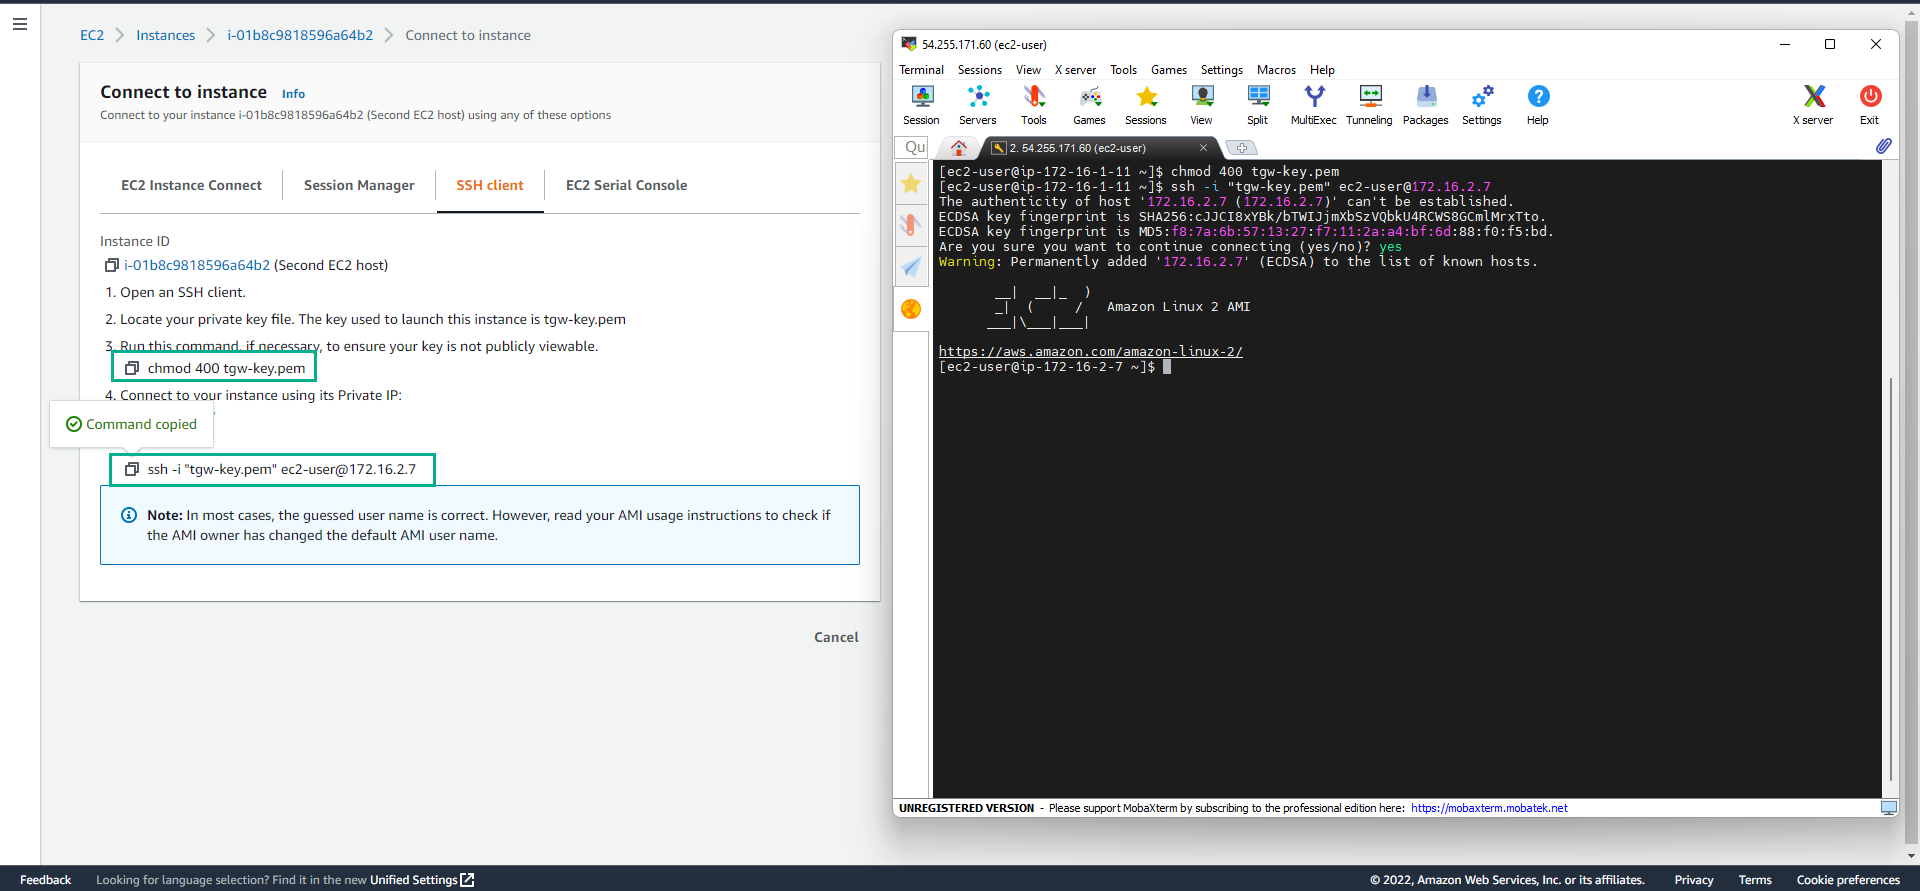 EC2 > Instances > i-01b8c9818596a64b2 > Connect to instance
Connect to instance Info
Connect to your instance i-01b8c9818596a64b2 (Second EC2 host) using any of these options
EC2 Instance Connect
Session Manager
SSH client
EC2 Serial Console
Instance ID
i-01b8c9818596a64b2 (Second EC2 host)
1. Open an SSH client.
2. Locate your private key file. The key used to launch this instance is tgw-key.pem
3. Run this command, if necessary, to ensure your key is not publicly viewable.
chmod 400 tgw-key.pem
4. Connect to your instance using its Private IP:
Command copied
ssh -i "tgw-key.pem" ec2-user@172.16.2.7
Note: In most cases, the guessed user name is correct. However, read your AMI usage instructions to check if
the AMI owner has changed the default AMI user name.
Cancel
54.255.171.60 (ec2-user)
Terminal Sessions View X server Tools Games Settings Macros Help
Session Servers Tools Games Sessions View Split MultiExec Tunneling Packages Settings Help X server Exit
Qu
2. 54.255.171.60 (ec2-user)
[ec2-user@ip-172-16-1-11 ~]$ chmod 400 tgw-key.pem
[ec2-user@ip-172-16-1-11 ~]$ ssh -i "tgw-key.pem" ec2-user@172.16.2.7
The authenticity of host '172.16.2.7 (172.16.2.7)' can't be established.
ECDSA key fingerprint is SHA256:cJJCI8xYBk/bTWIJjmXbSzVQbkU4RCWS8GCmlMrxTto.
ECDSA key fingerprint is MD5:f8:7a:6b:57:13:27:f7:11:2a:a4:bf:6d:88:f0:f5:bd.
Are you sure you want to continue connecting (yes/no)? yes
Warning: Permanently added '172.16.2.7' (ECDSA) to the list of known hosts.
__|  __|_  )
_|  (     /   Amazon Linux 2 AMI
___|\___|___|
https://aws.amazon.com/amazon-linux-2/
[ec2-user@ip-172-16-2-7 ~]$
UNREGISTERED VERSION - Please support MobaXterm by subscribing to the professional edition here: https://mobaxterm.mobatek.net
Feedback
Looking for language selection? Find it in the new Unified Settings
© 2022, Amazon Web Services, Inc. or its affiliates.
Privacy
Terms
Cookie preferences